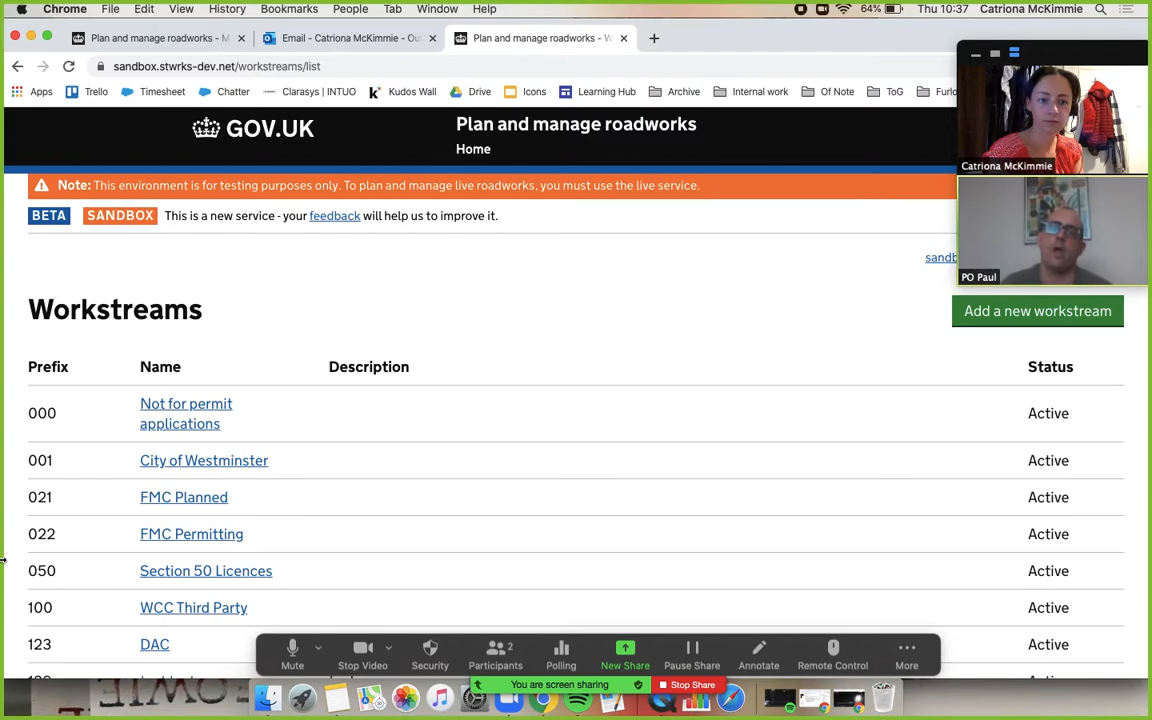 Chrome File Edit View History Bookmarks People Tab Window Help 64% Thu 10:37 Catriona McKimmie
Plan and manage roadworks - M Email - Catriona McKimmie - Ou Plan and manage roadworks - W
sandbox.stwrks-dev.net/workstreams/list
Apps Trello Timesheet Chatter Clarasys | INTUO Kudos Wall Drive Icons Learning Hub Archive Internal work Of Note ToG Furlo
GOV.UK Plan and manage roadworks
Home
Catriona McKimmie
Note: This environment is for testing purposes only. To plan and manage live roadworks, you must use the live service.
BETA SANDBOX This is a new service - your feedback will help us to improve it.
sandb
PO Paul
Workstreams Add a new workstream
Prefix Name Description Status
000 Not for permit applications Active
001 City of Westminster Active
021 FMC Planned Active
022 FMC Permitting Active
050 Section 50 Licences Active
100 WCC Third Party Active
123 DAC Active
Mute Stop Video Security Participants 2 Polling New Share Pause Share Annotate Remote Control More
You are screen sharing Stop Share